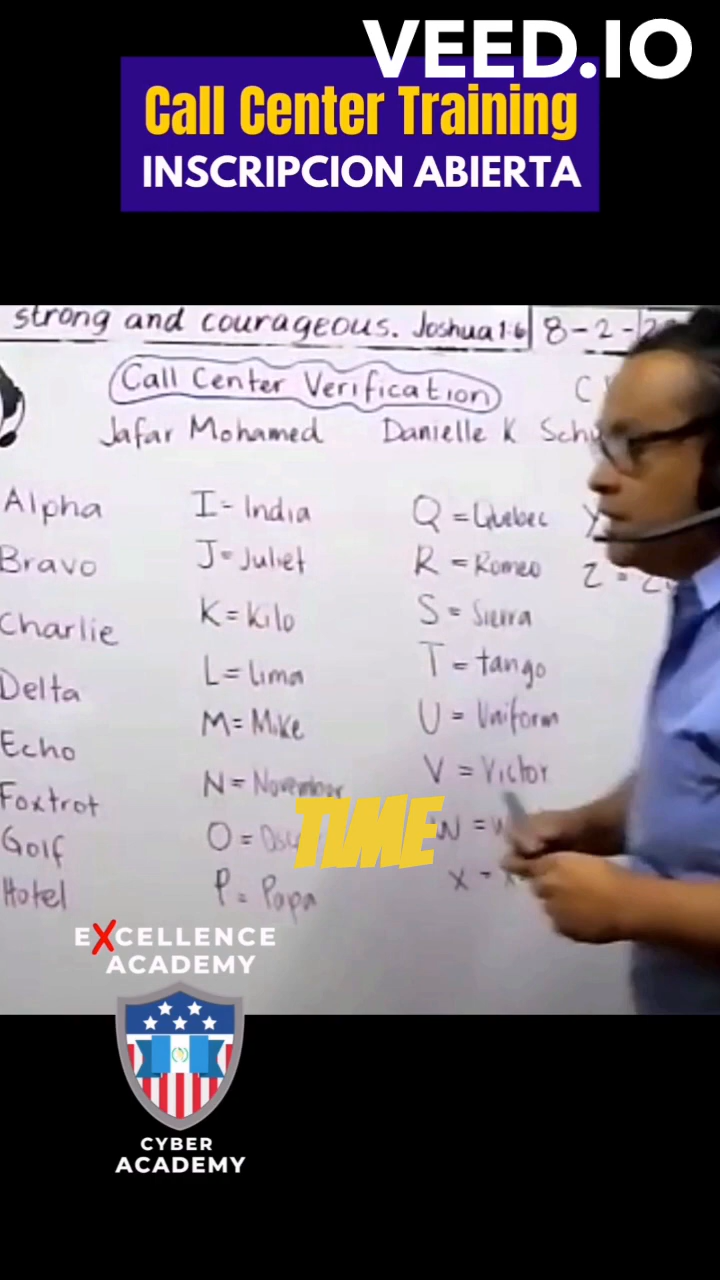 VEED.IO
Call Center Training
INSCRIPCION ABIERTA
strong and courageous. Joshua 1:6 8-2-
Call Center Verification
Jafar Mohamed Danielle K
Alpha I = India Q = Quebec
Bravo J = Juliet R = Romeo
Charlie K = Kilo S = Sierra
Delta L = Lima T = tango
Echo M = Mike U = Uniform
Foxtrot N = November V = Victor
Golf O = W =
Hotel P = Papa X =
TIME
EXCELLENCE
ACADEMY
CYBER
ACADEMY